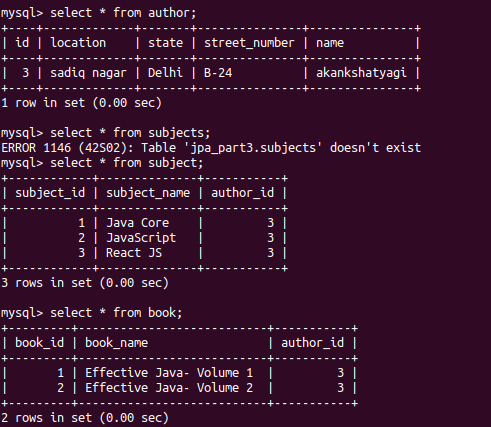 mysql> select * from author;
+----+-------------+-------+---------------+---------------+
| id | location    | state | street_number | name          |
+----+-------------+-------+---------------+---------------+
|  3 | sadiq nagar | Delhi | B-24          | akankshatyagi |
+----+-------------+-------+---------------+---------------+
1 row in set (0.00 sec)

mysql> select * from subjects;
ERROR 1146 (42S02): Table 'jpa_part3.subjects' doesn't exist
mysql> select * from subject;
+------------+--------------+-----------+
| subject_id | subject_name | author_id |
+------------+--------------+-----------+
|          1 | Java Core    |         3 |
|          2 | JavaScript   |         3 |
|          3 | React JS     |         3 |
+------------+--------------+-----------+
3 rows in set (0.00 sec)

mysql> select * from book;
+---------+--------------------------+-----------+
| book_id | book_name                | author_id |
+---------+--------------------------+-----------+
|       1 | Effective Java- Volume 1 |         3 |
|       2 | Effective Java- Volume 2 |         3 |
+---------+--------------------------+-----------+
2 rows in set (0.00 sec)